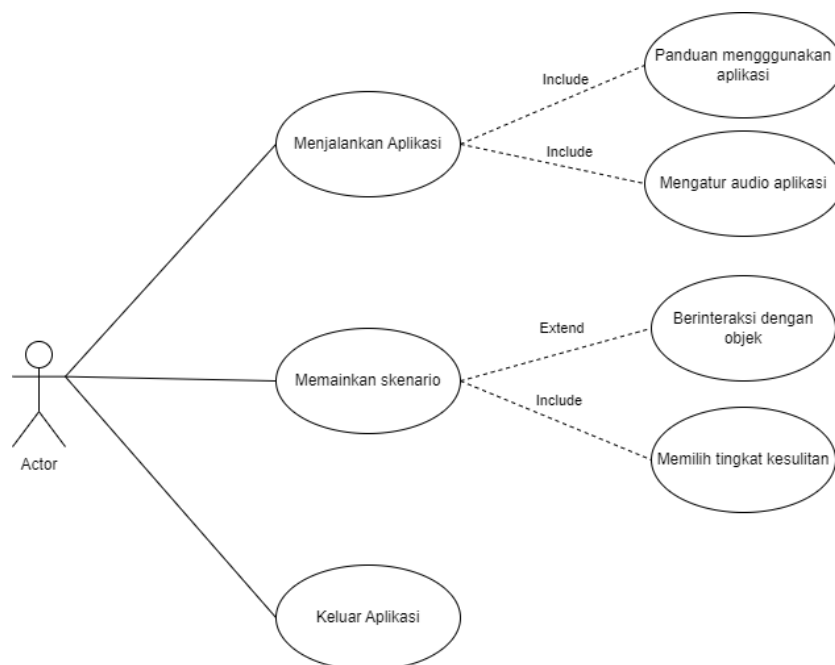 Panduan mengggunakan
aplikasi
Include
Menjalankan Aplikasi
Include
Mengatur audio aplikasi
Berinteraksi dengan
objek
Extend
Memainkan skenario
Include
Memilih tingkat kesulitan
Actor
Keluar Aplikasi